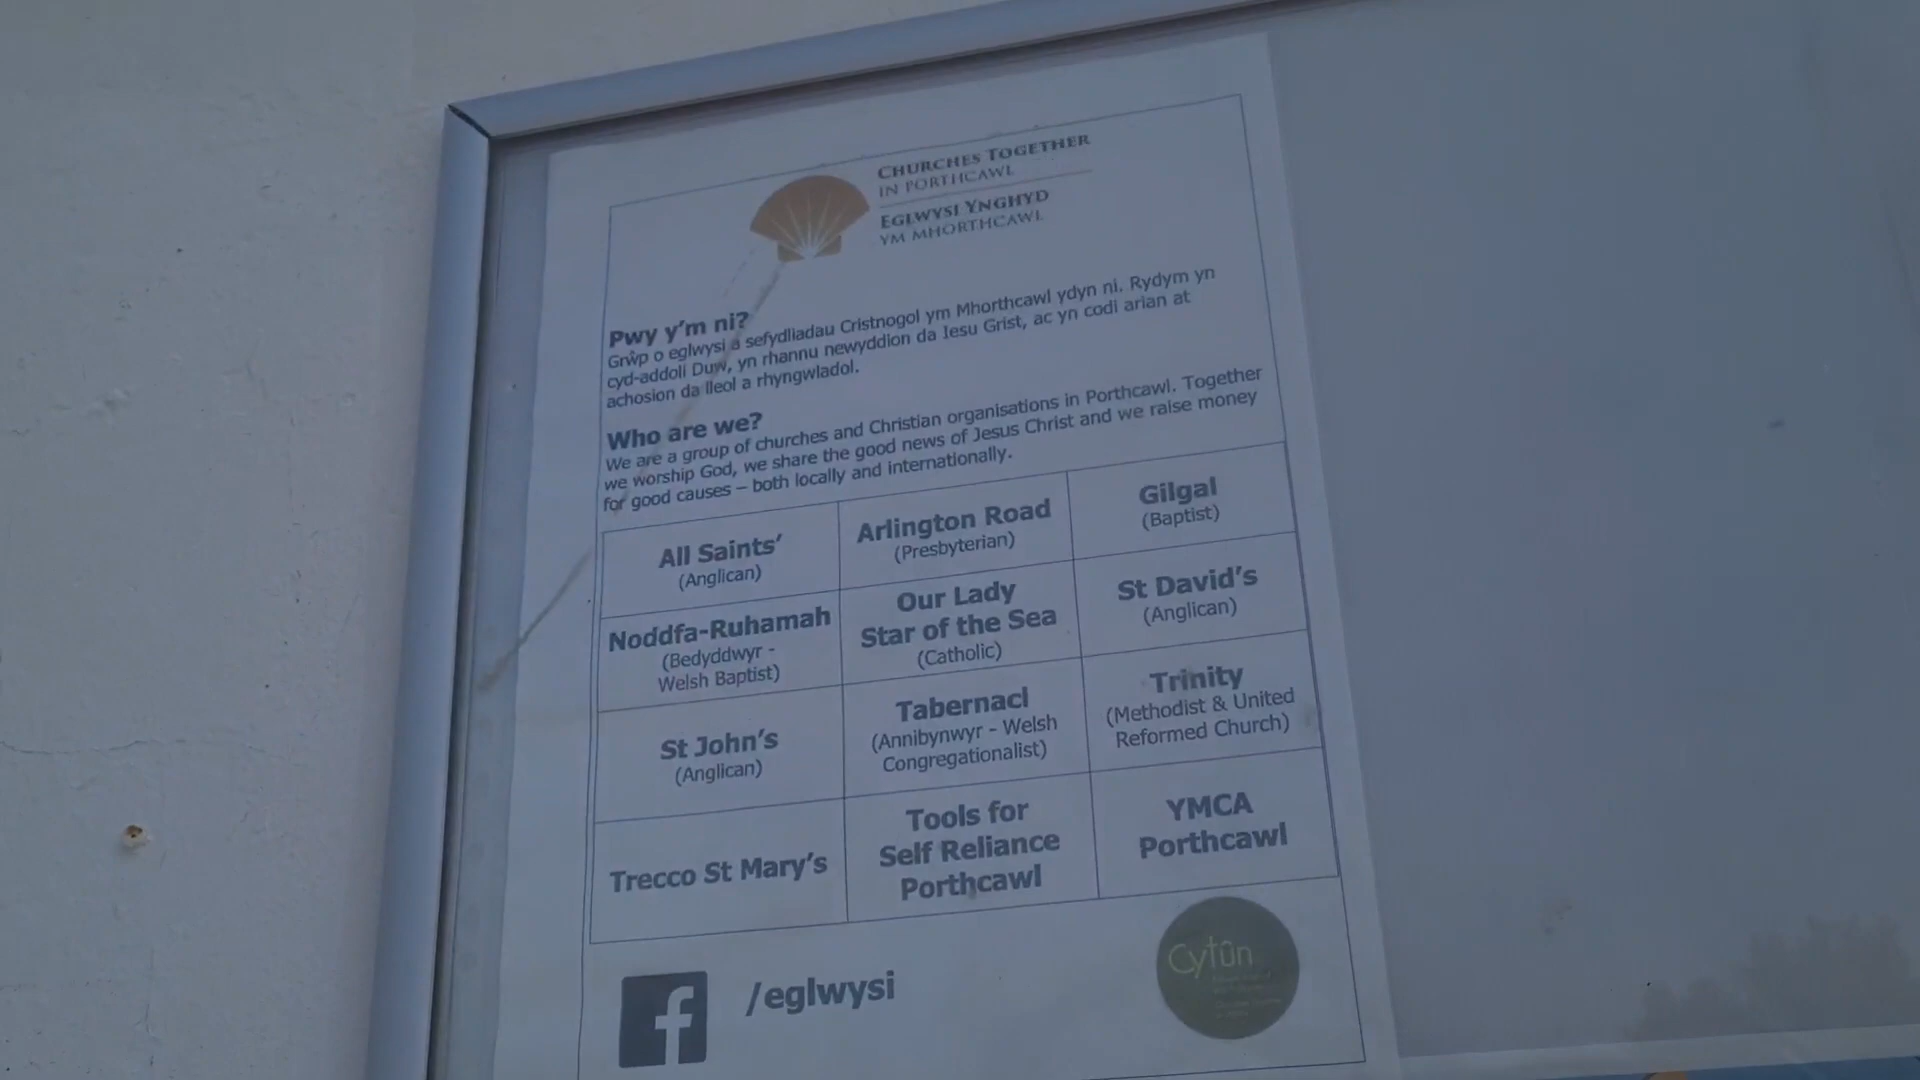 CHURCHES TOGETHER
IN PORTHCAWL
EGLWYSI YNGHYD
YM MHORTHCAWL
Pwy y'm ni?
Grŵp o eglwysi a sefydliadau Cristnogol ym Mhorthcawl ydyn ni. Rydym yn
cyd-addoli Duw, yn rhannu newyddion da Iesu Grist, ac yn codi arian at
achosion da lleol a rhyngwladol.
Who are we?
We are a group of churches and Christian organisations in Porthcawl. Together
we worship God, we share the good news of Jesus Christ and we raise money
for good causes – both locally and internationally.
All Saints'
(Anglican)
Arlington Road
(Presbyterian)
Gilgal
(Baptist)
Noddfa-Ruhamah
(Bedyddwyr -
Welsh Baptist)
Our Lady
Star of the Sea
(Catholic)
St David's
(Anglican)
St John's
(Anglican)
Tabernacl
(Annibynwyr - Welsh
Congregationalist)
Trinity
(Methodist & United
Reformed Church)
Trecco St Mary's
Tools for
Self Reliance
Porthcawl
YMCA
Porthcawl
f /eglwysi
Cytûn